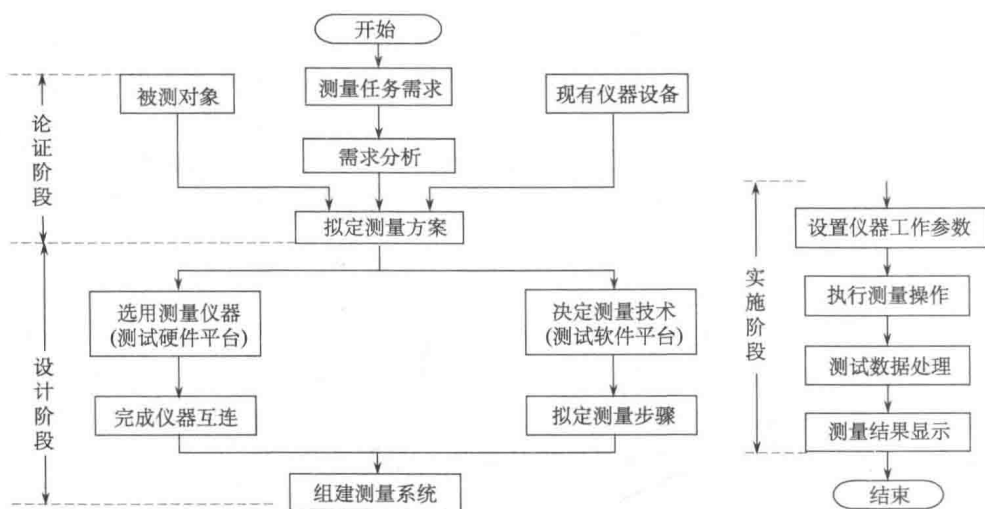 开始
测量任务需求
被测对象
现有仪器设备
需求分析
拟定测量方案
论证阶段
选用测量仪器
(测试硬件平台)
决定测量技术
(测试软件平台)
完成仪器互连
拟定测量步骤
组建测量系统
设计阶段
实施阶段
设置仪器工作参数
执行测量操作
测试数据处理
测量结果显示
结束